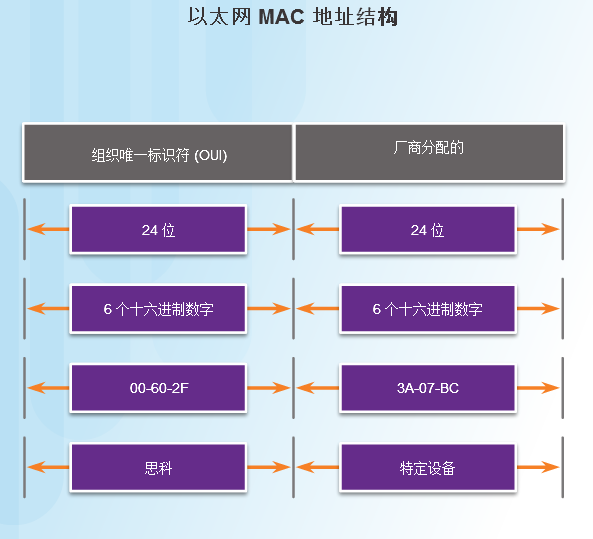 以太网 MAC 地址结构
组织唯一标识符 (OUI)
厂商分配的
24 位
24 位
6 个十六进制数字
6 个十六进制数字
00-60-2F
3A-07-BC
思科
特定设备